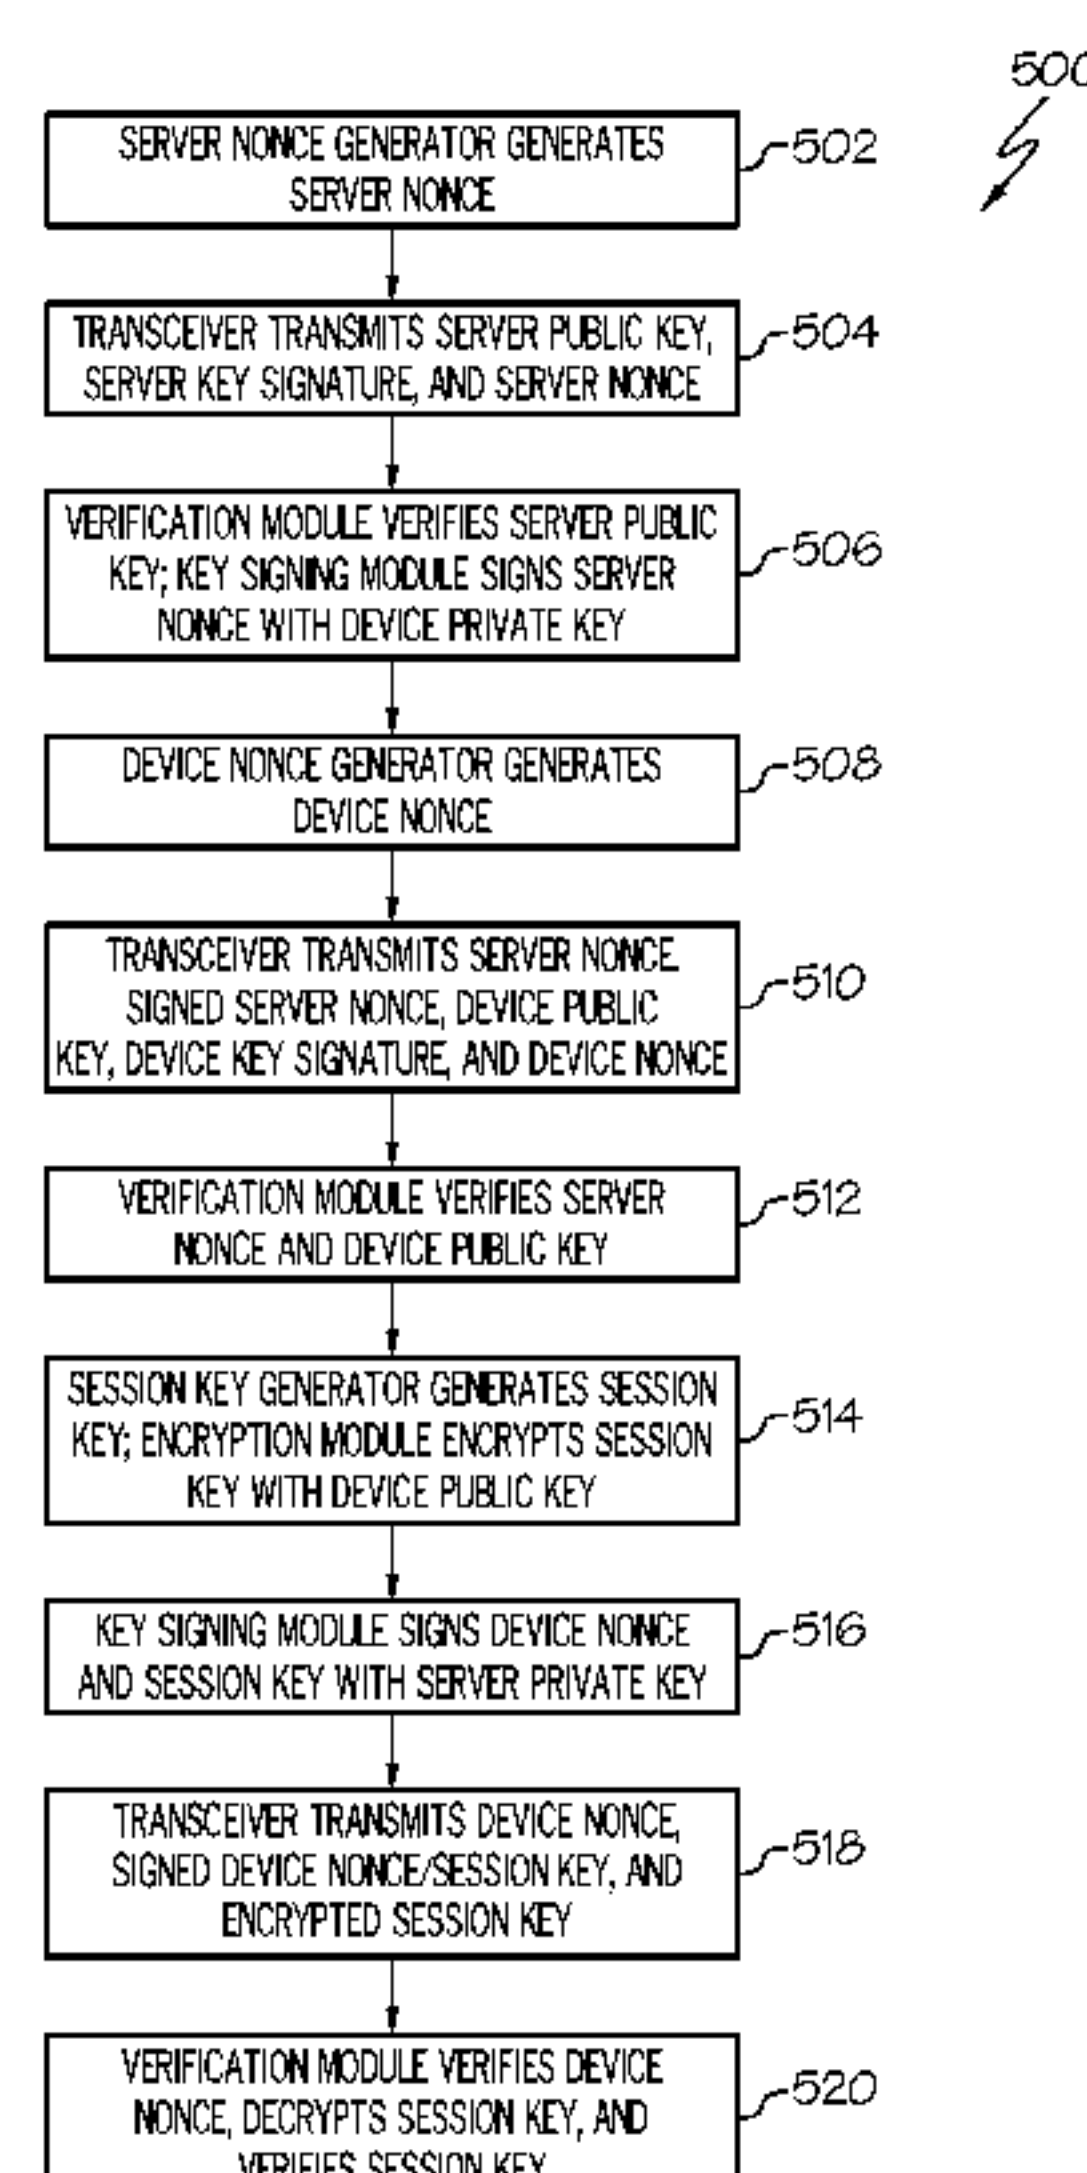 500
SERVER NONCE GENERATOR GENERATES
SERVER NONCE
502
TRANSCEIVER TRANSMITS SERVER PUBLIC KEY,
SERVER KEY SIGNATURE, AND SERVER NONCE
504
VERIFICATION MODULE VERIFIES SERVER PUBLIC
KEY; KEY SIGNING MODULE SIGNS SERVER
NONCE WITH DEVICE PRIVATE KEY
506
DEVICE NONCE GENERATOR GENERATES
DEVICE NONCE
508
TRANSCEIVER TRANSMITS SERVER NONCE
SIGNED SERVER NONCE, DEVICE PUBLIC
KEY, DEVICE KEY SIGNATURE, AND DEVICE NONCE
510
VERIFICATION MODULE VERIFIES SERVER
NONCE AND DEVICE PUBLIC KEY
512
SESSION KEY GENERATOR GENERATES SESSION
KEY; ENCRYPTION MODULE ENCRYPTS SESSION
KEY WITH DEVICE PUBLIC KEY
514
KEY SIGNING MODULE SIGNS DEVICE NONCE
AND SESSION KEY WITH SERVER PRIVATE KEY
516
TRANSCEIVER TRANSMITS DEVICE NONCE,
SIGNED DEVICE NONCE/SESSION KEY, AND
ENCRYPTED SESSION KEY
518
VERIFICATION MODULE VERIFIES DEVICE
NONCE, DECRYPTS SESSION KEY, AND
VERIFIES SESSION KEY
520